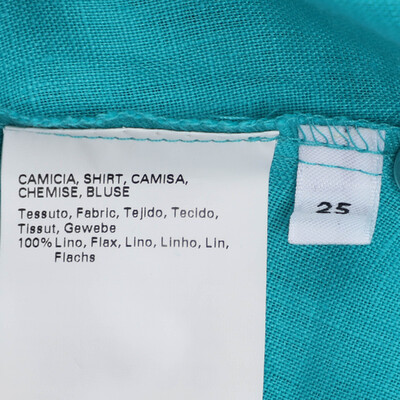 CAMICIA, SHIRT, CAMISA,
CHEMISE, BLUSE
Tessuto, Fabric, Tejido, Tecido,
Tissut, Gewebe
100% Lino, Flax, Lino, Linho, Lin,
Flachs
25